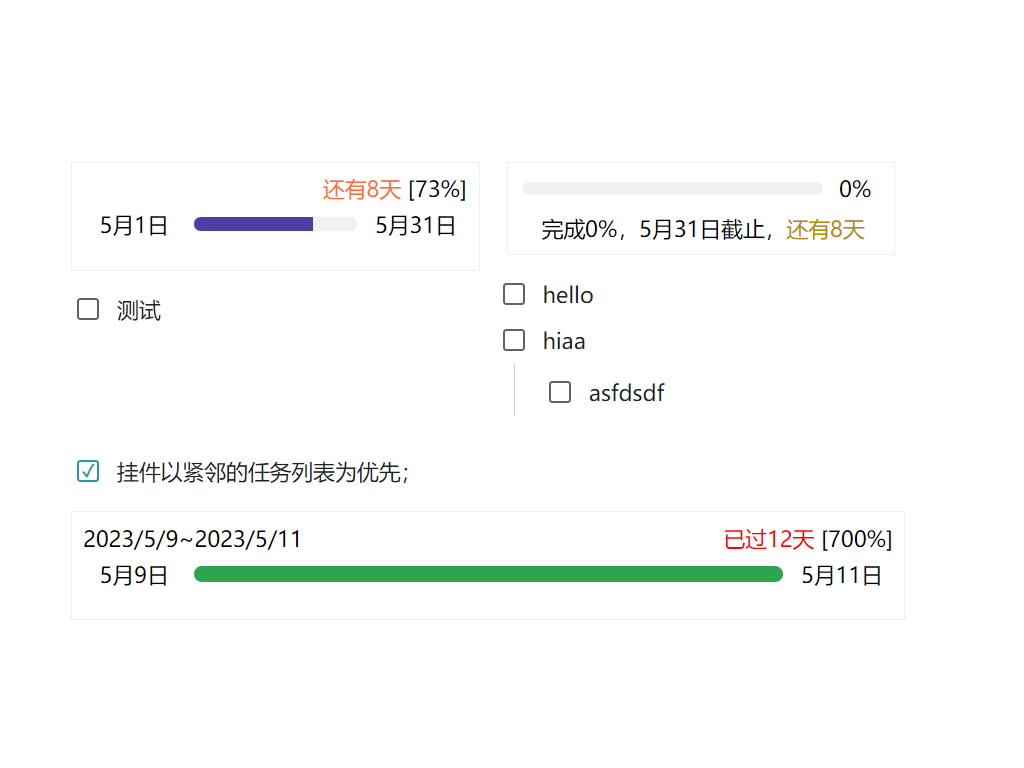 还有8天 [73%]
5月1日 5月31日
测试
0%
完成0%，5月31日截止，还有8天
hello
hiaa
asfdsdf
挂件以紧邻的任务列表为优先；
2023/5/9~2023/5/11 已过12天 [700%]
5月9日 5月11日